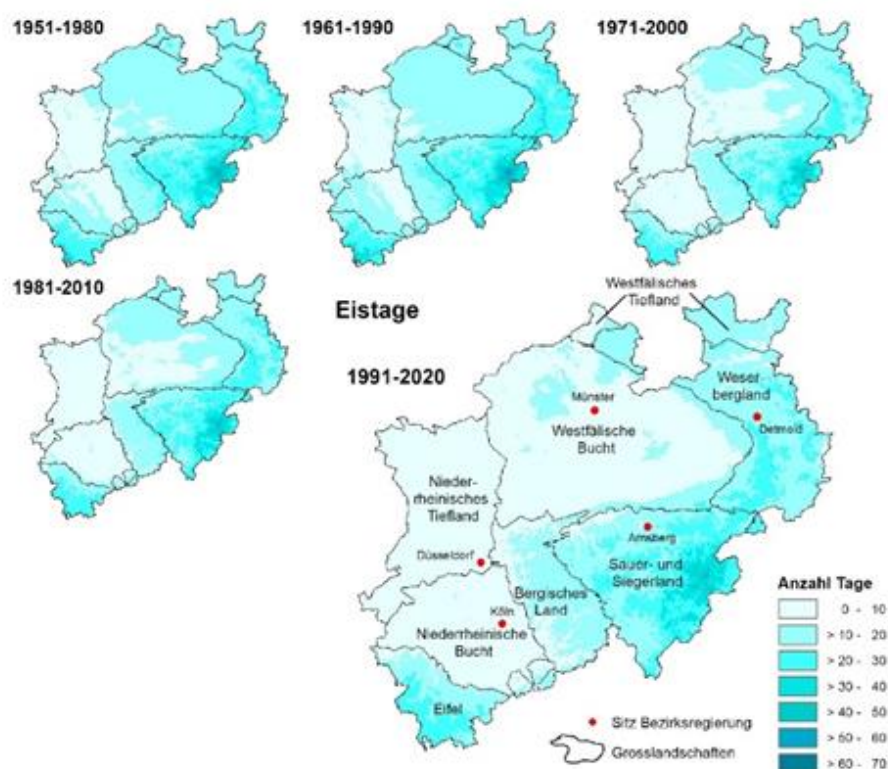 1951-1980
1961-1990
1971-2000
1981-2010
Eistage
1991-2020
Westfälisches
Tiefland
Weser
bergland
Münster
Detmold
Westfälische
Bucht
Nieder-
rheinisches
Tiefland
Arnsberg
Düsseldorf
Sauer- und
Siegerland
Bergisches
Land
Köln
Niederrheinische
Bucht
Eifel
Anzahl Tage
0 - 10
> 10 - 20
> 20 - 30
> 30 - 40
> 40 - 50
> 50 - 60
> 60 - 70
Sitz Bezirksregierung
Grosslandschaften